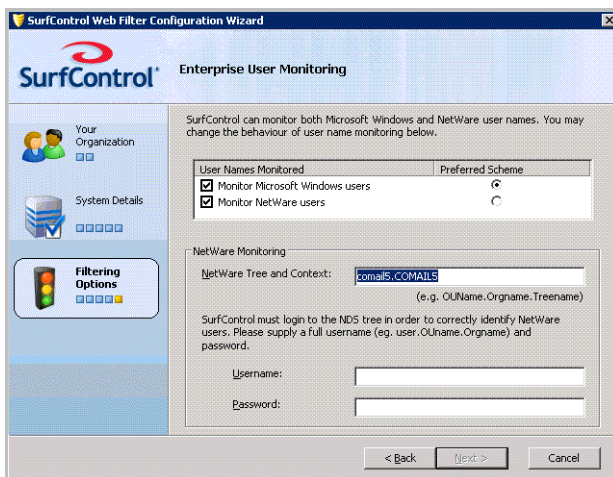 SurfControl Web Filter Configuration Wizard
SurfControl
Enterprise User Monitoring
Your
Organization
System Details
Filtering
Options
SurfControl can monitor both Microsoft Windows and NetWare user names. You may
change the behaviour of user name monitoring below.
User Names Monitored Preferred Scheme
Monitor Microsoft Windows users
Monitor NetWare users
NetWare Monitoring
NetWare Tree and Context: comail5.COMAIL5
(e.g. OUName.Orgname.Treename)
SurfControl must login to the NDS tree in order to correctly identify NetWare
users. Please supply a full username (eg. user.OUname.Orgname) and
password.
Username:
Password:
< Back Next > Cancel